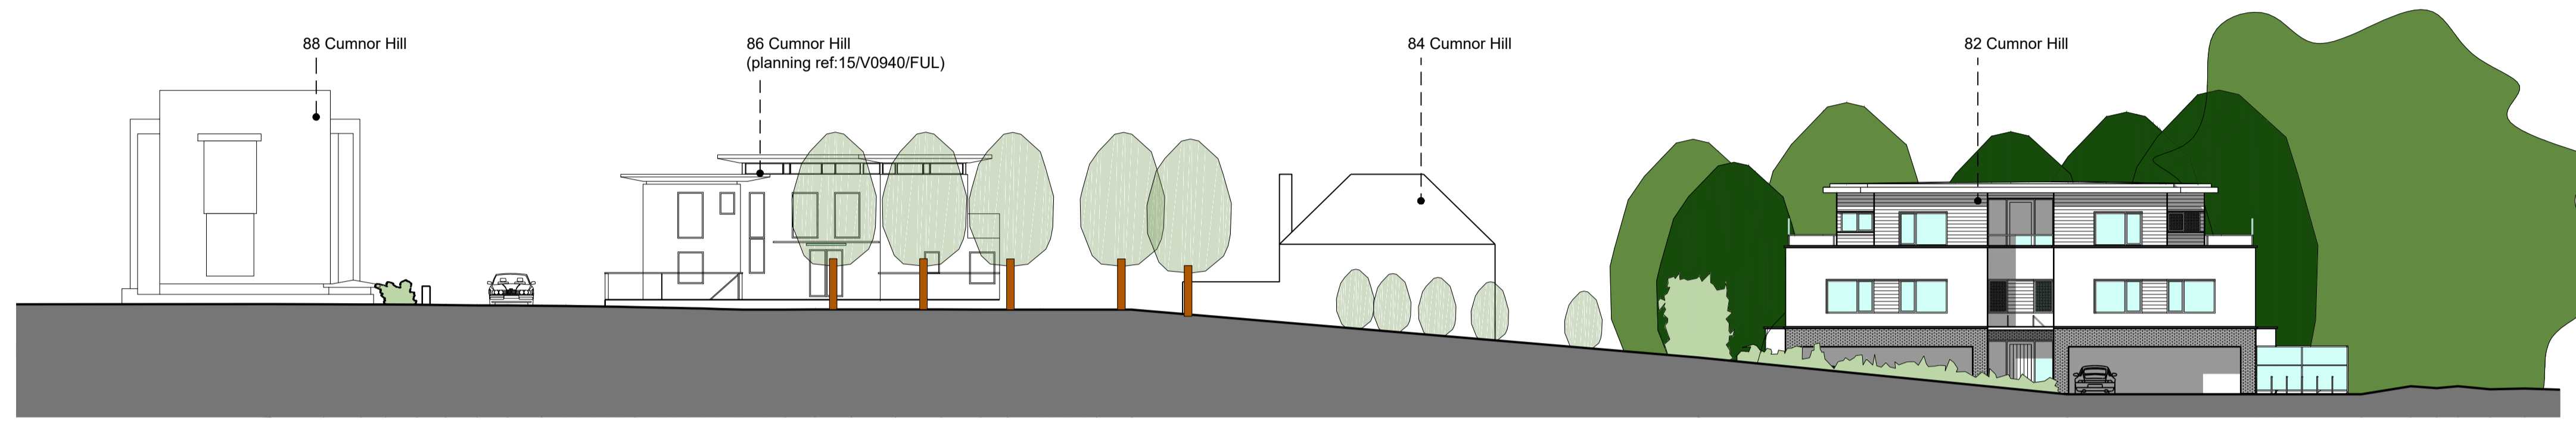 88 Cumnor Hill
86 Cumnor Hill
(planning ref:15/V0940/FUL)
84 Cumnor Hill
82 Cumnor Hill